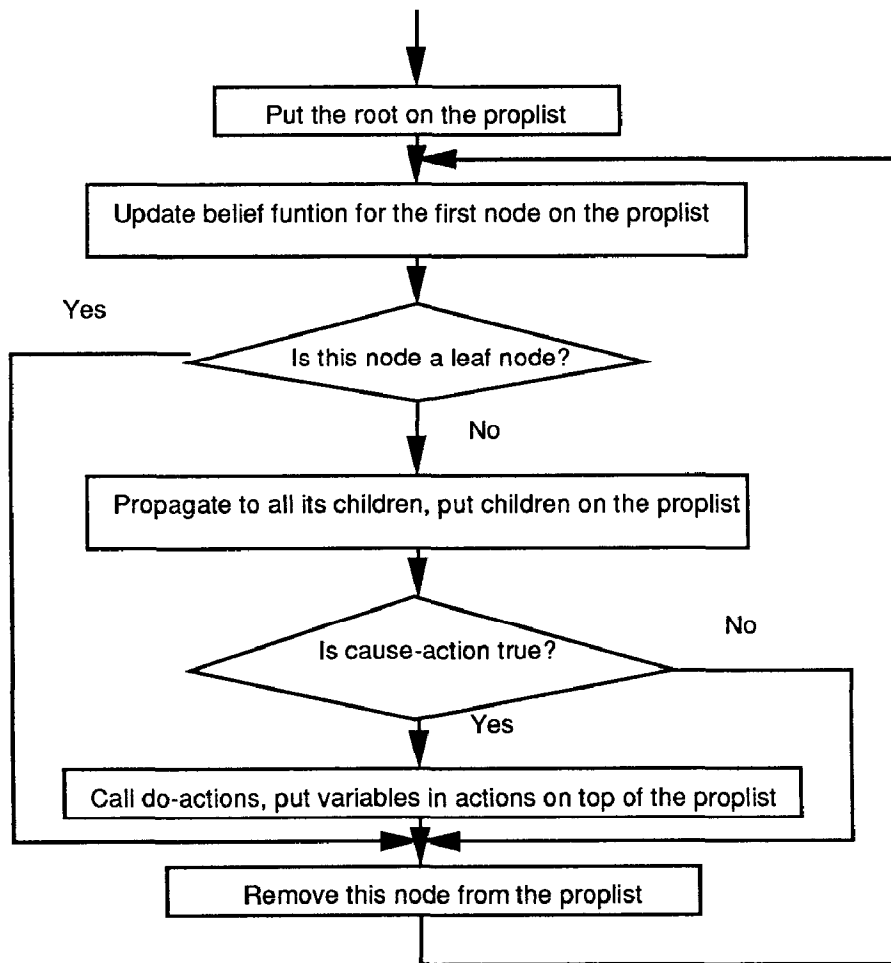 Put the root on the proplist
Update belief funtion for the first node on the proplist
Yes
Is this node a leaf node?
No
Propagate to all its children, put children on the proplist
Is cause-action true?
No
Yes
Call do-actions, put variables in actions on top of the proplist
Remove this node from the proplist